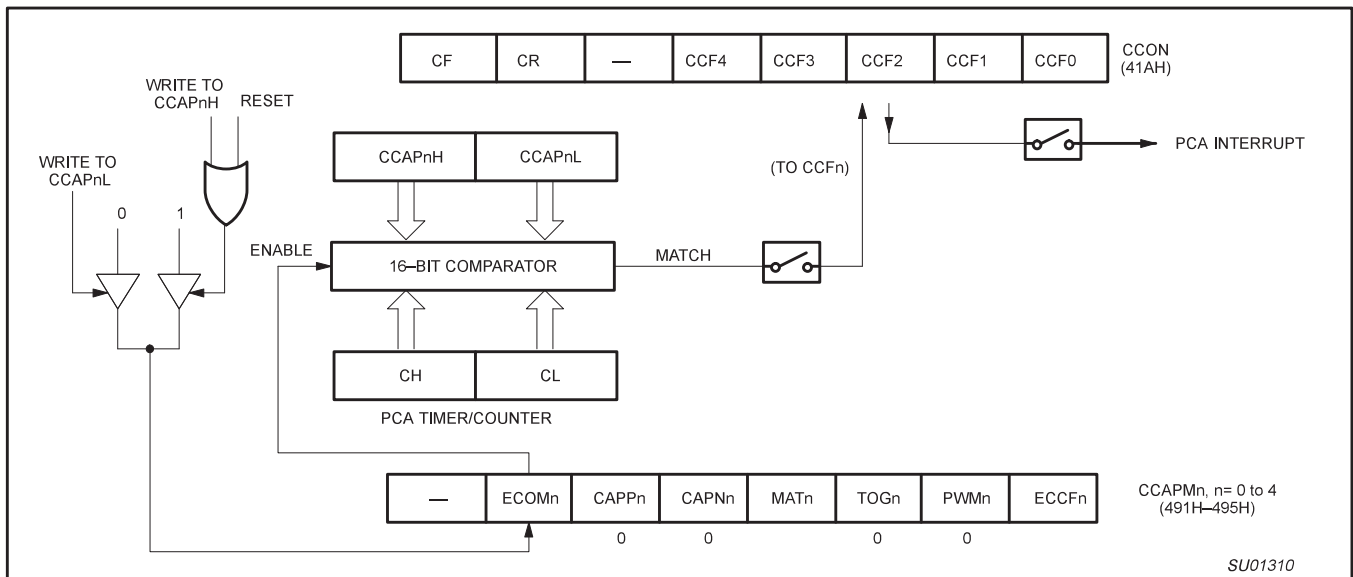 CF CR — CCF4 CCF3 CCF2 CCF1 CCF0
CCON
(41AH)
WRITE TO
CCAPnH
RESET
WRITE TO
CCAPnL
0 1
CCAPnH CCAPnL
(TO CCFn)
PCA INTERRUPT
ENABLE
16–BIT COMPARATOR
MATCH
CH CL
PCA TIMER/COUNTER
— ECOMn CAPPn CAPNn MATn TOGn PWMn ECCFn
CCAPMn, n= 0 to 4
(491H–495H)
0 0 0 0
SU01310